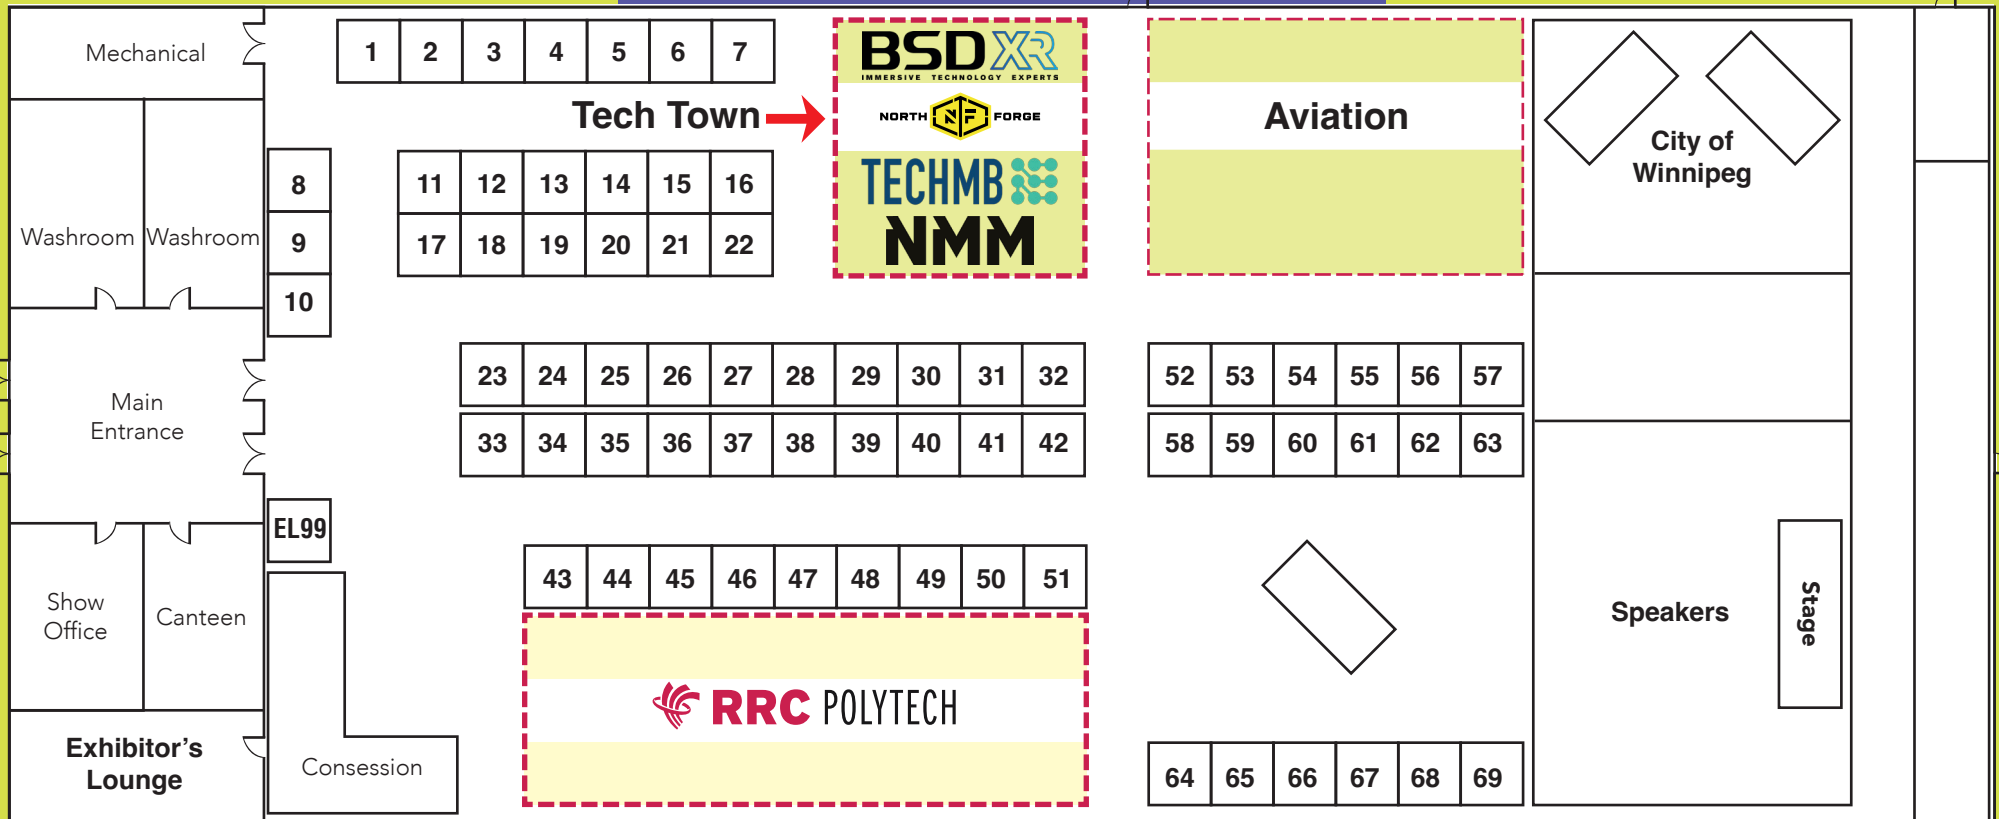 Mechanical
1 2 3 4 5 6 7
BSD XR
IMMERSIVE TECHNOLOGY EXPERTS
Tech Town
NORTH NF FORGE
TECHMB
NMM
Aviation
City of
Winnipeg
Washroom
Washroom
8
9
10
11 12 13 14 15 16
17 18 19 20 21 22
Main
Entrance
23 24 25 26 27 28 29 30 31 32
33 34 35 36 37 38 39 40 41 42
52 53 54 55 56 57
58 59 60 61 62 63
EL99
Show
Office
Canteen
43 44 45 46 47 48 49 50 51
RRC POLYTECH
Speakers
Stage
Exhibitor's
Lounge
Consession
64 65 66 67 68 69